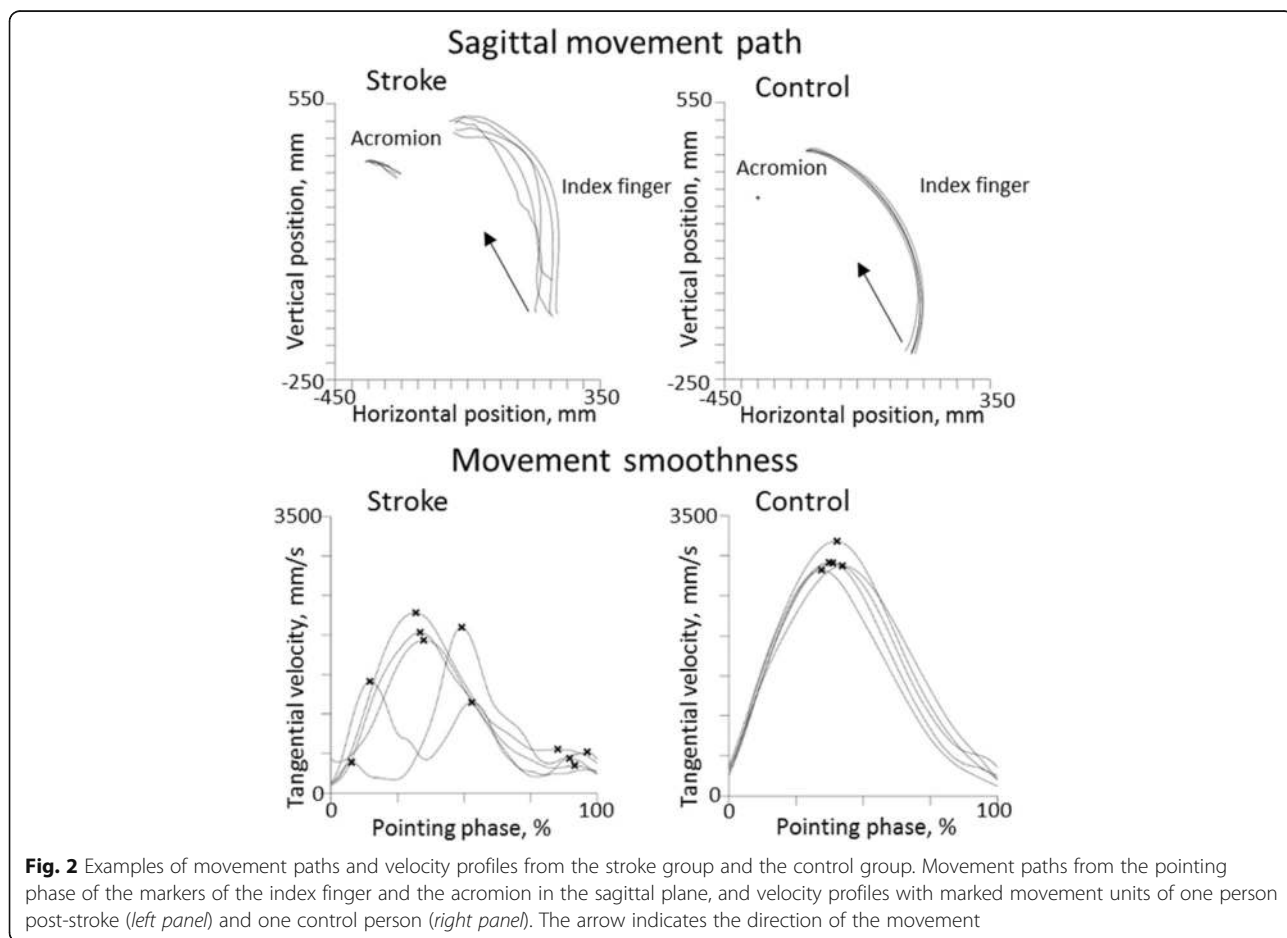 Sagittal movement path
Stroke
Control
550
Acromion
Index finger
Vertical position, mm
-250
-450
350
Horizontal position, mm
550
Acromion
Index finger
Vertical position, mm
-250
-450
350
Horizontal position, mm
Movement smoothness
Stroke
Control
3500
Tangential velocity, mm/s
0
0
100
Pointing phase, %
3500
Tangential velocity, mm/s
0
0
100
Pointing phase, %
Fig. 2 Examples of movement paths and velocity profiles from the stroke group and the control group. Movement paths from the pointing
phase of the markers of the index finger and the acromion in the sagittal plane, and velocity profiles with marked movement units of one person
post-stroke (left panel) and one control person (right panel). The arrow indicates the direction of the movement